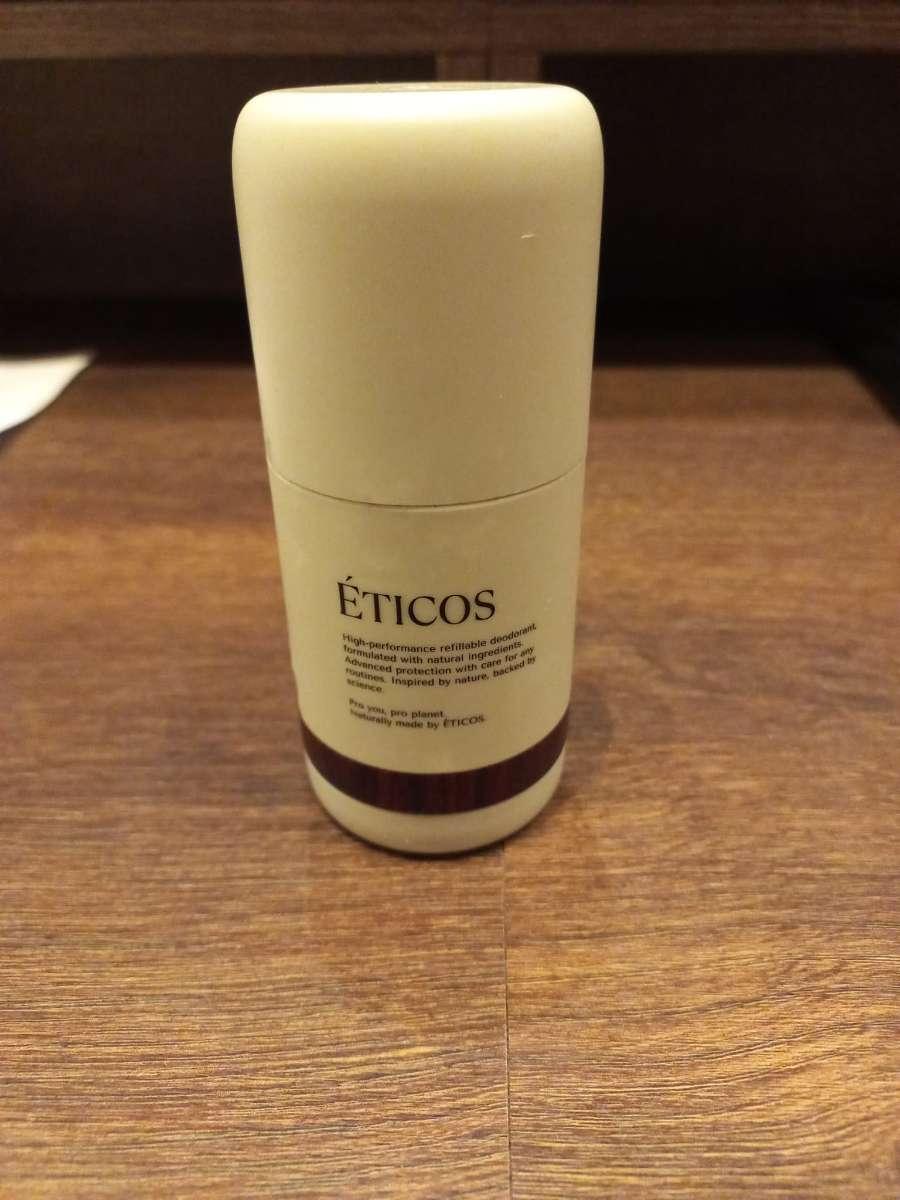 ÉTICOS
High-performance refillable deodorant,
formulated with natural ingredients.
Advanced protection with care for any
routines. Inspired by nature, backed by
science.
Pro you, pro planet.
Naturally made by ÉTICOS.